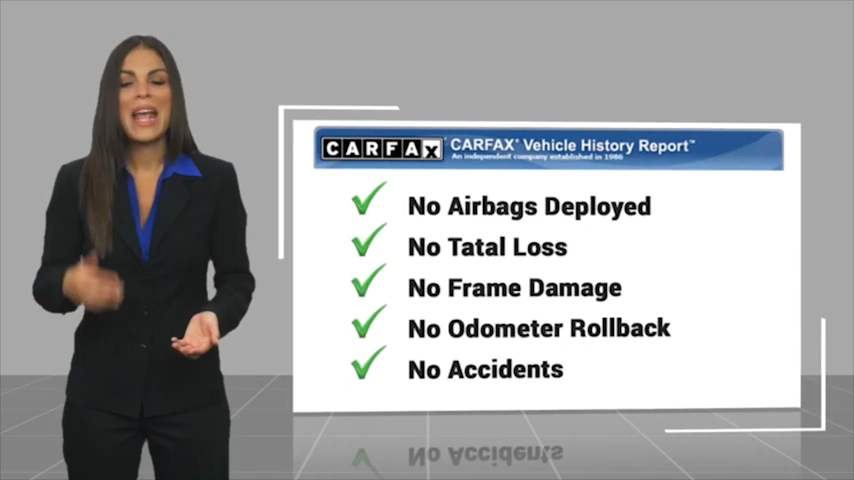 CARFAX CARFAX® Vehicle History Report™
An independent company established in 1986
No Airbags Deployed
No Tatal Loss
No Frame Damage
No Odometer Rollback
No Accidents
No Accidents